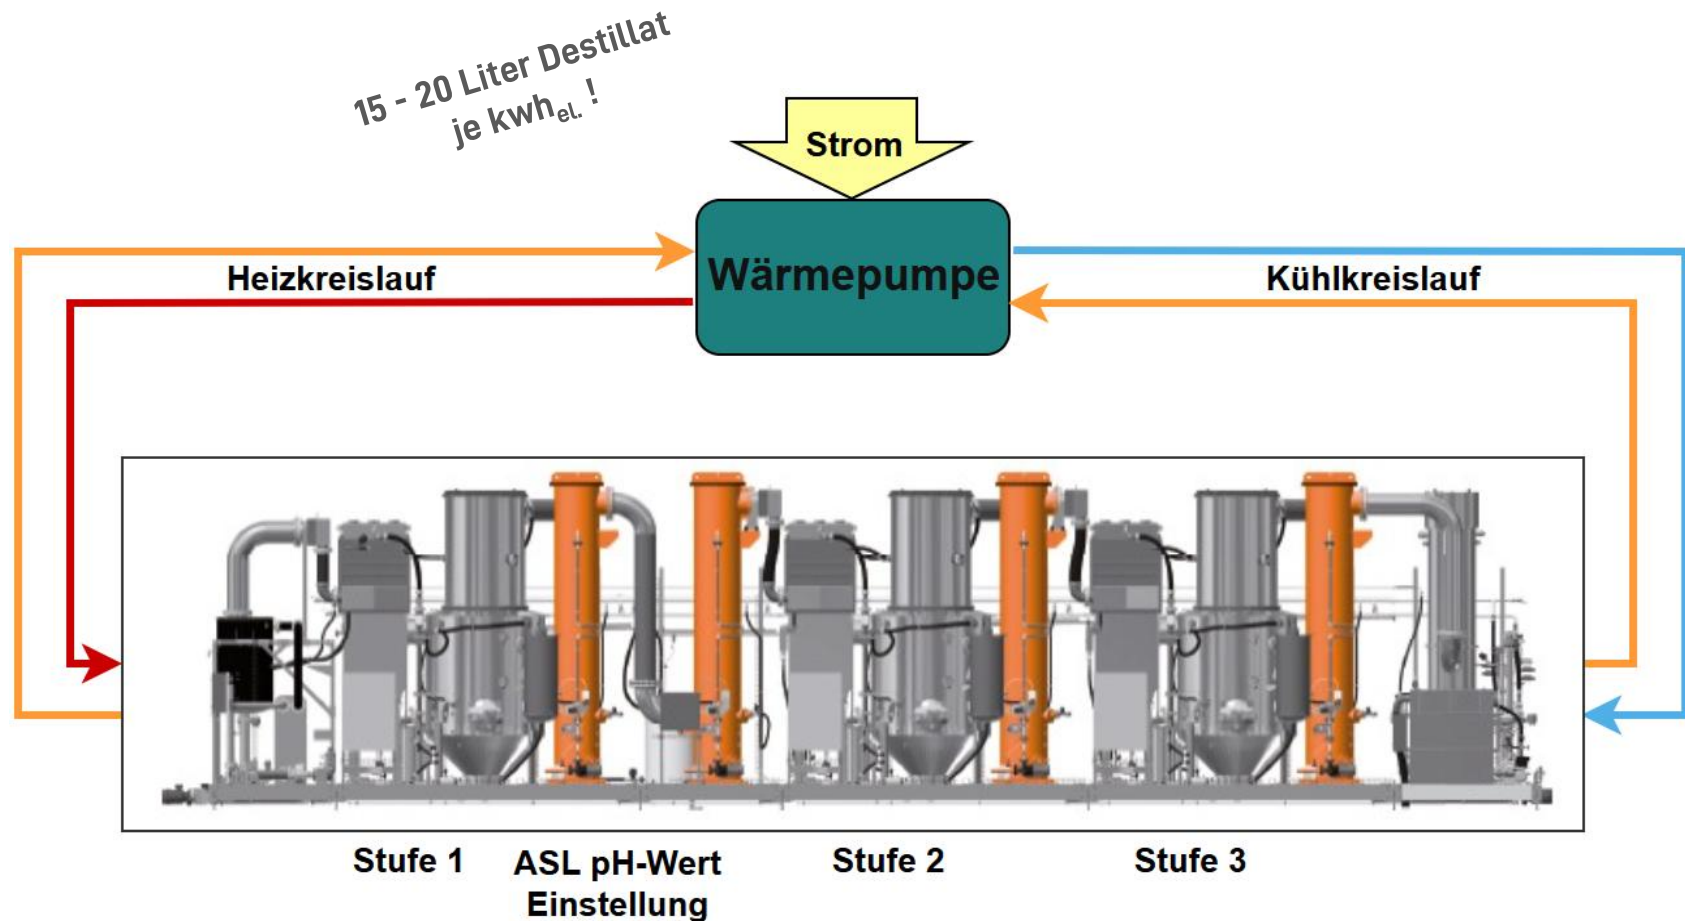 15 - 20 Liter Destillat
je kwhel. !
Strom
Wärmepumpe
Heizkreislauf
Kühlkreislauf
Stufe 1
ASL pH-Wert
Einstellung
Stufe 2
Stufe 3